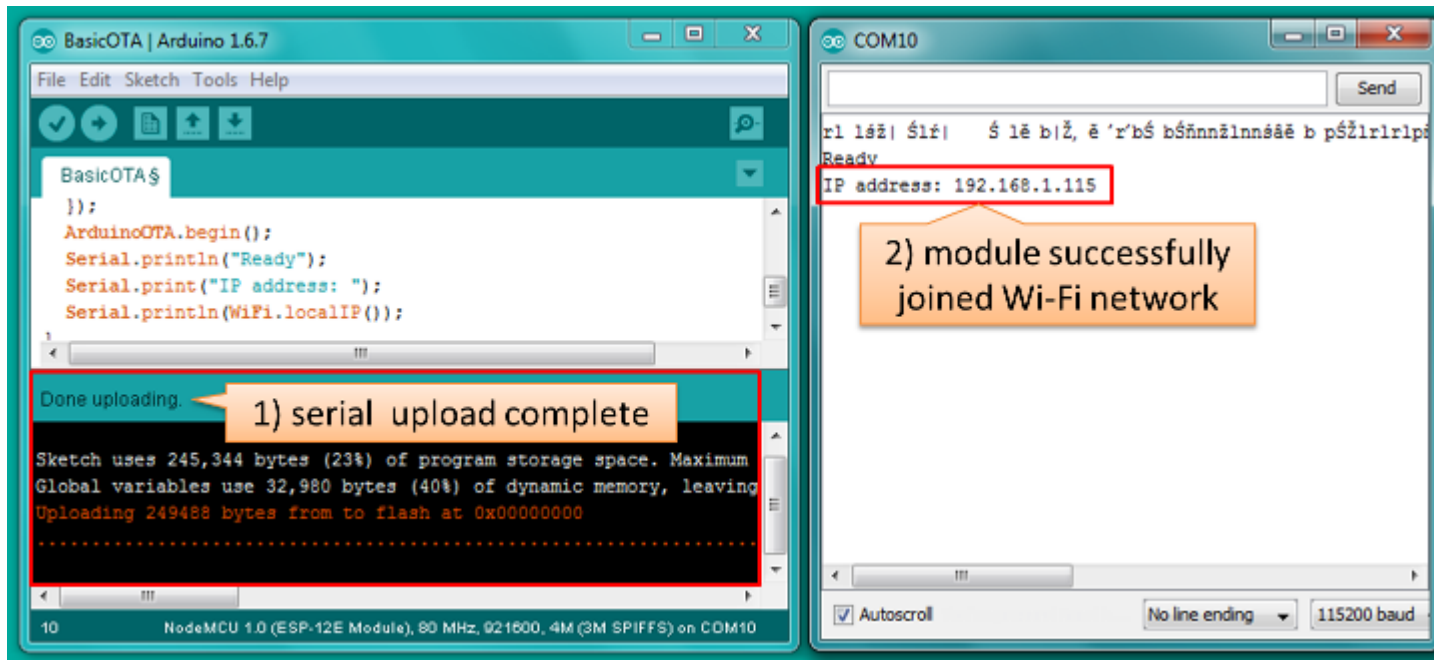 BasicOTA | Arduino 1.6.7
File Edit Sketch Tools Help
BasicOTA§
});
ArduinoOTA.begin();
Serial.println("Ready");
Serial.print("IP address: ");
Serial.println(WiFi.localIP());
Done uploading.
1) serial upload complete
Sketch uses 245,344 bytes (23%) of program storage space. Maximum
Global variables use 32,980 bytes (40%) of dynamic memory, leaving
Uploading 249488 bytes from to flash at 0x00000000
................................................................
10
NodeMCU 1.0 (ESP-12E Module), 80 MHz, 921600, 4M (3M SPIFFS) on COM10
COM10
Send
Ready
IP address: 192.168.1.115
2) module successfully
joined Wi-Fi network
Autoscroll
No line ending
115200 baud